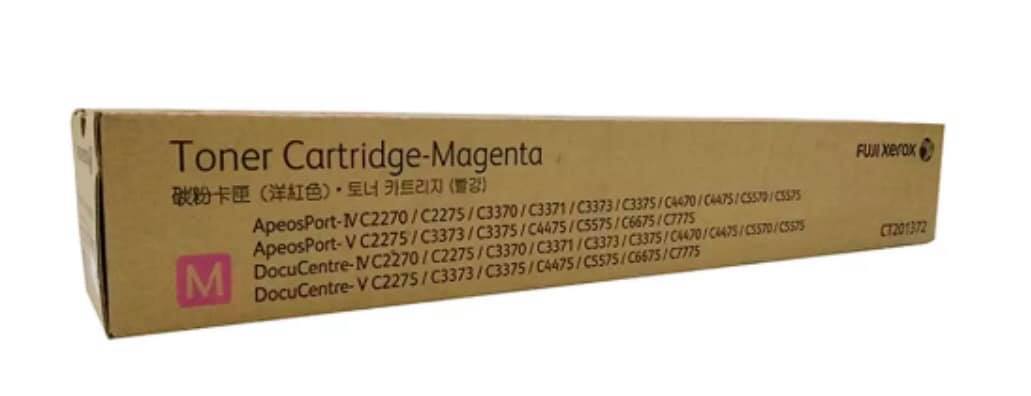 Toner Cartridge-Magenta
FUJI xerox
碳粉卡匣（洋紅色）・토너 카트리지 (빨강)
ApeosPort-Ⅳ C2270 / C2275 / C3370 / C3371 / C3373 / C3375 / C4470 / C4475 / C5570 / C5575
ApeosPort-Ⅴ C2275 / C3373 / C3375 / C4475 / C5575 / C6675 / C7775
DocuCentre-Ⅳ C2270 / C2275 / C3370 / C3371 / C3373 / C3375 / C4470 / C4475 / C5570 / C5575
DocuCentre-Ⅴ C2275 / C3373 / C3375 / C4475 / C5575 / C6675 / C7775
CT201372
M